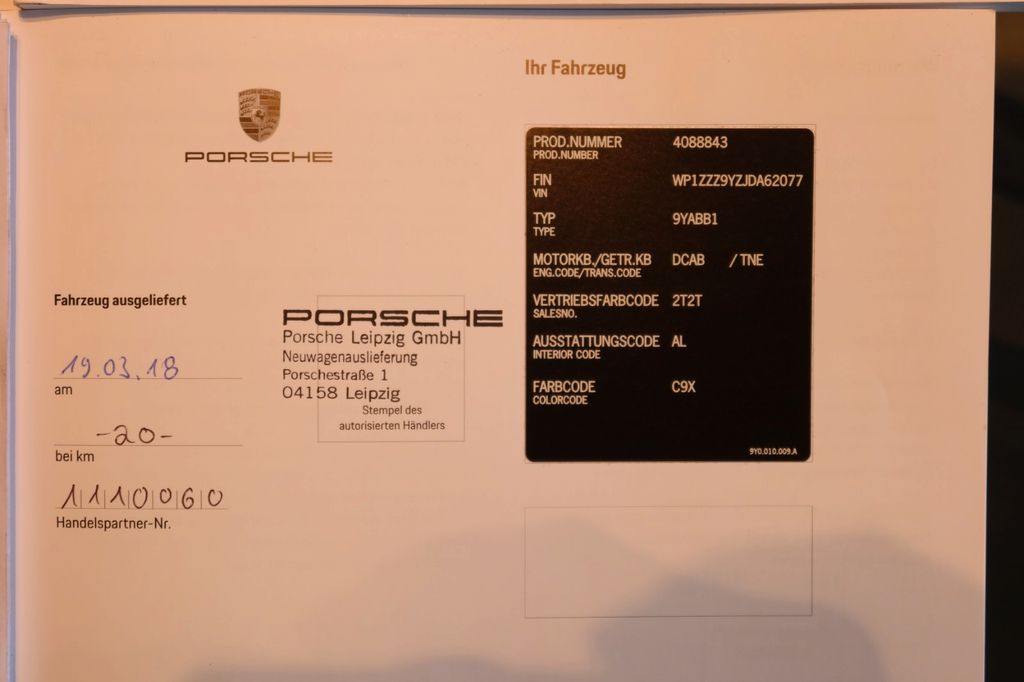 PORSCHE
Fahrzeug ausgeliefert
19.03.18
am
-20-
bei km
1110060
Handelspartner-Nr.
PORSCHE
Porsche Leipzig GmbH
Neuwagenauslieferung
Porschestraße 1
04158 Leipzig
Stempel des
autorisierten Händlers
Ihr Fahrzeug
PROD.NUMMER 4088843
PROD.NUMBER
FIN WP1ZZZ9YZJDA62077
VIN
TYP 9YABB1
TYPE
MOTORKB./GETR.KB DCAB / TNE
ENG.CODE/TRANS.CODE
VERTRIEBSFARBCODE 2T2T
SALESNO.
AUSSTATTUNGSCODE AL
INTERIOR CODE
FARBCODE C9X
COLORCODE
9Y0.010.009.A